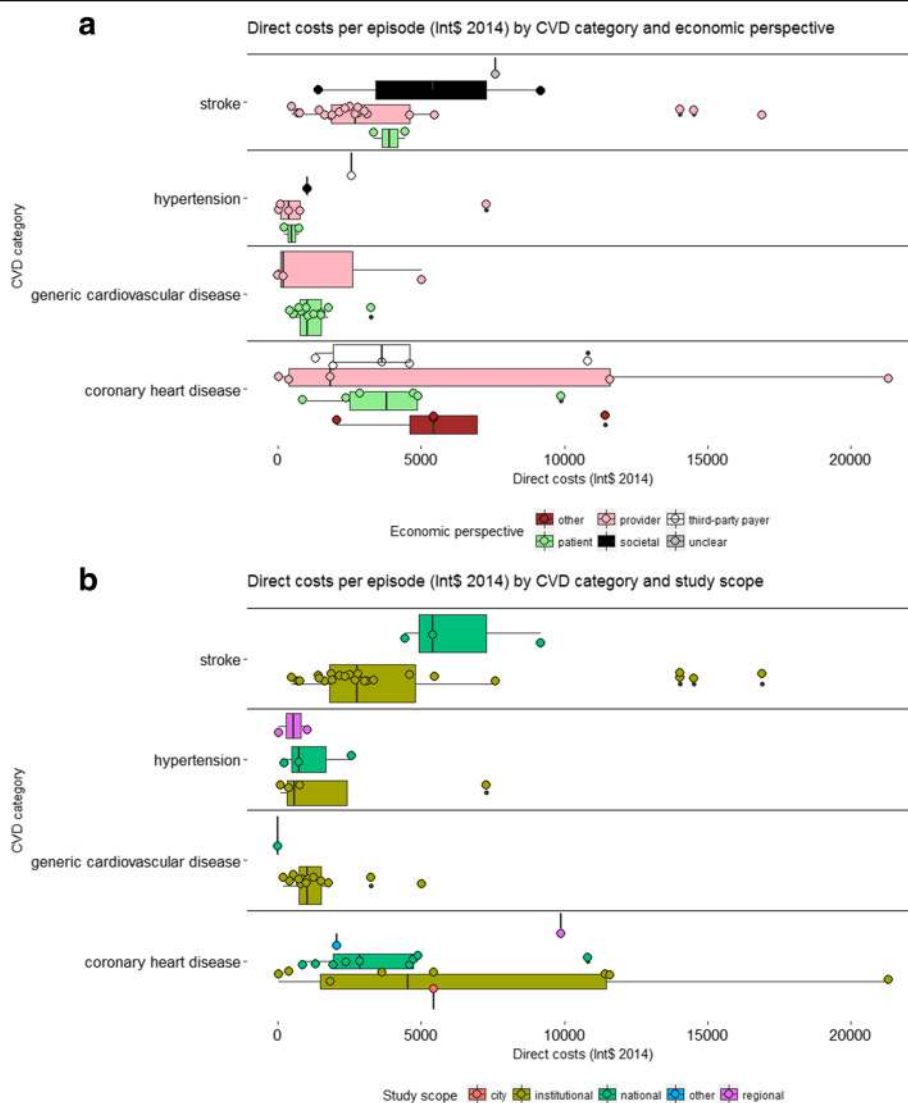 a
Direct costs per episode (Int$ 2014) by CVD category and economic perspective
CVD category
stroke
hypertension
generic cardiovascular disease
coronary heart disease
0 5000 10000 15000 20000
Direct costs (Int$ 2014)
Economic perspective
other provider third-party payer
patient societal unclear
b
Direct costs per episode (Int$ 2014) by CVD category and study scope
CVD category
stroke
hypertension
generic cardiovascular disease
coronary heart disease
0 5000 10000 15000 20000
Direct costs (Int$ 2014)
Study scope city institutional national other regional